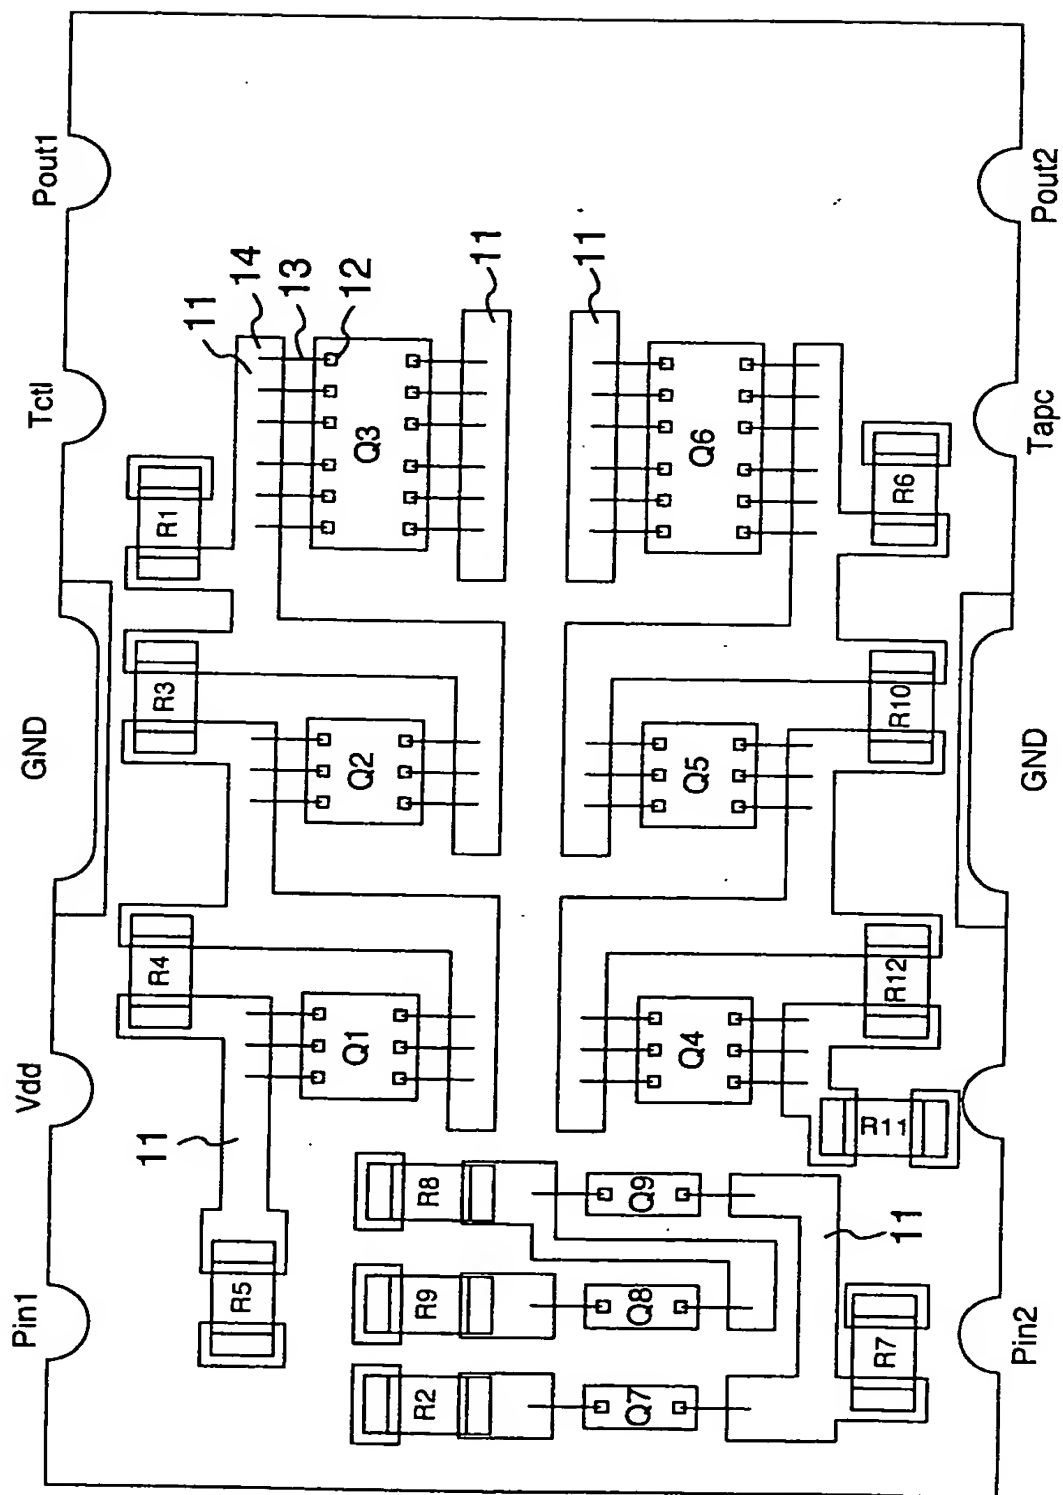 Pout1
Tctl
GND
Vdd
Pin1
11
14
13
12
11
11
R1
R3
R4
11
R5
Q3
Q2
Q1
Q6
Q5
Q4
R8
R9
R2
Q9
Q8
Q7
R6
R10
R12
R11
11
R7
Pout2
Tapc
GND
Pin2